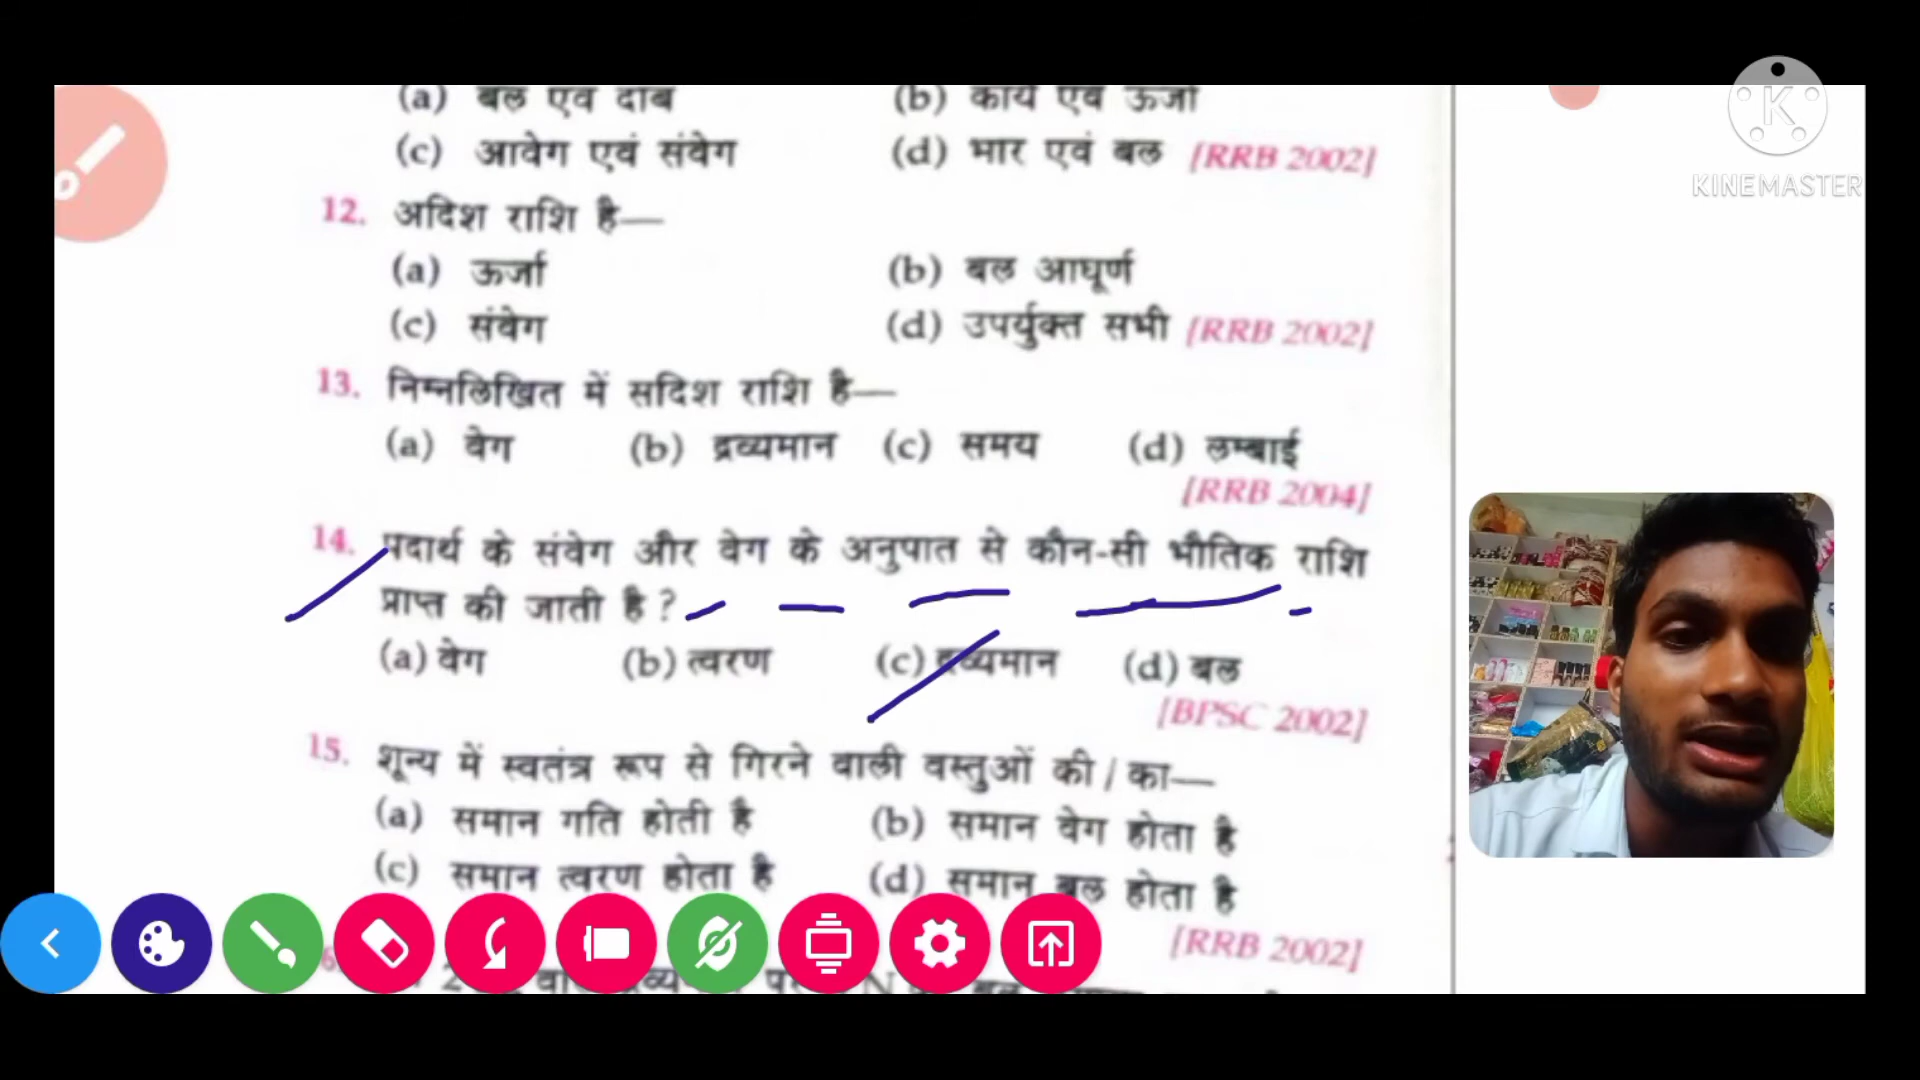 (a) बल एवं दाब (b) कार्य एवं ऊर्जा
(c) आवेग एवं संवेग (d) भार एवं बल [RRB 2002]
12. अदिश राशि है—
(a) ऊर्जा (b) बल आघूर्ण
(c) संवेग (d) उपर्युक्त सभी [RRB 2002]
13. निम्नलिखित में सदिश राशि है—
(a) वेग (b) द्रव्यमान (c) समय (d) लम्बाई
[RRB 2004]
14. पदार्थ के संवेग और वेग के अनुपात से कौन-सी भौतिक राशि
प्राप्त की जाती है?
(a) वेग (b) त्वरण (c) द्रव्यमान (d) बल
[BPSC 2002]
15. शून्य में स्वतंत्र रूप से गिरने वाली वस्तुओं की / का—
(a) समान गति होती है (b) समान वेग होता है
(c) समान त्वरण होता है (d) समान बल होता है
[RRB 2002]
K
KINEMASTER